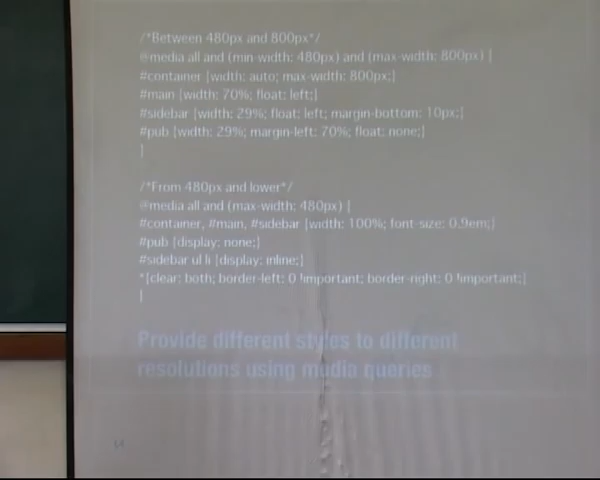 /*Between 480px and 800px*/
@media all and (min-width: 480px) and (max-width: 800px) {
#container {width: auto; max-width: 800px;}
#main {width: 70%; float: left;}
#sidebar {width: 29%; float: left; margin-bottom: 10px;}
#pub {width: 29%; margin-left: 70%; float: none;}
}
/*From 480px and lower*/
@media all and (max-width: 480px) {
#container, #main, #sidebar {width: 100%; font-size: 0.9em;}
#pub {display: none;}
#sidebar ul li {display: inline;}
*{clear: both; border-left: 0 !important; border-right: 0 !important;}
}
Provide different styles to different
resolutions using media queries